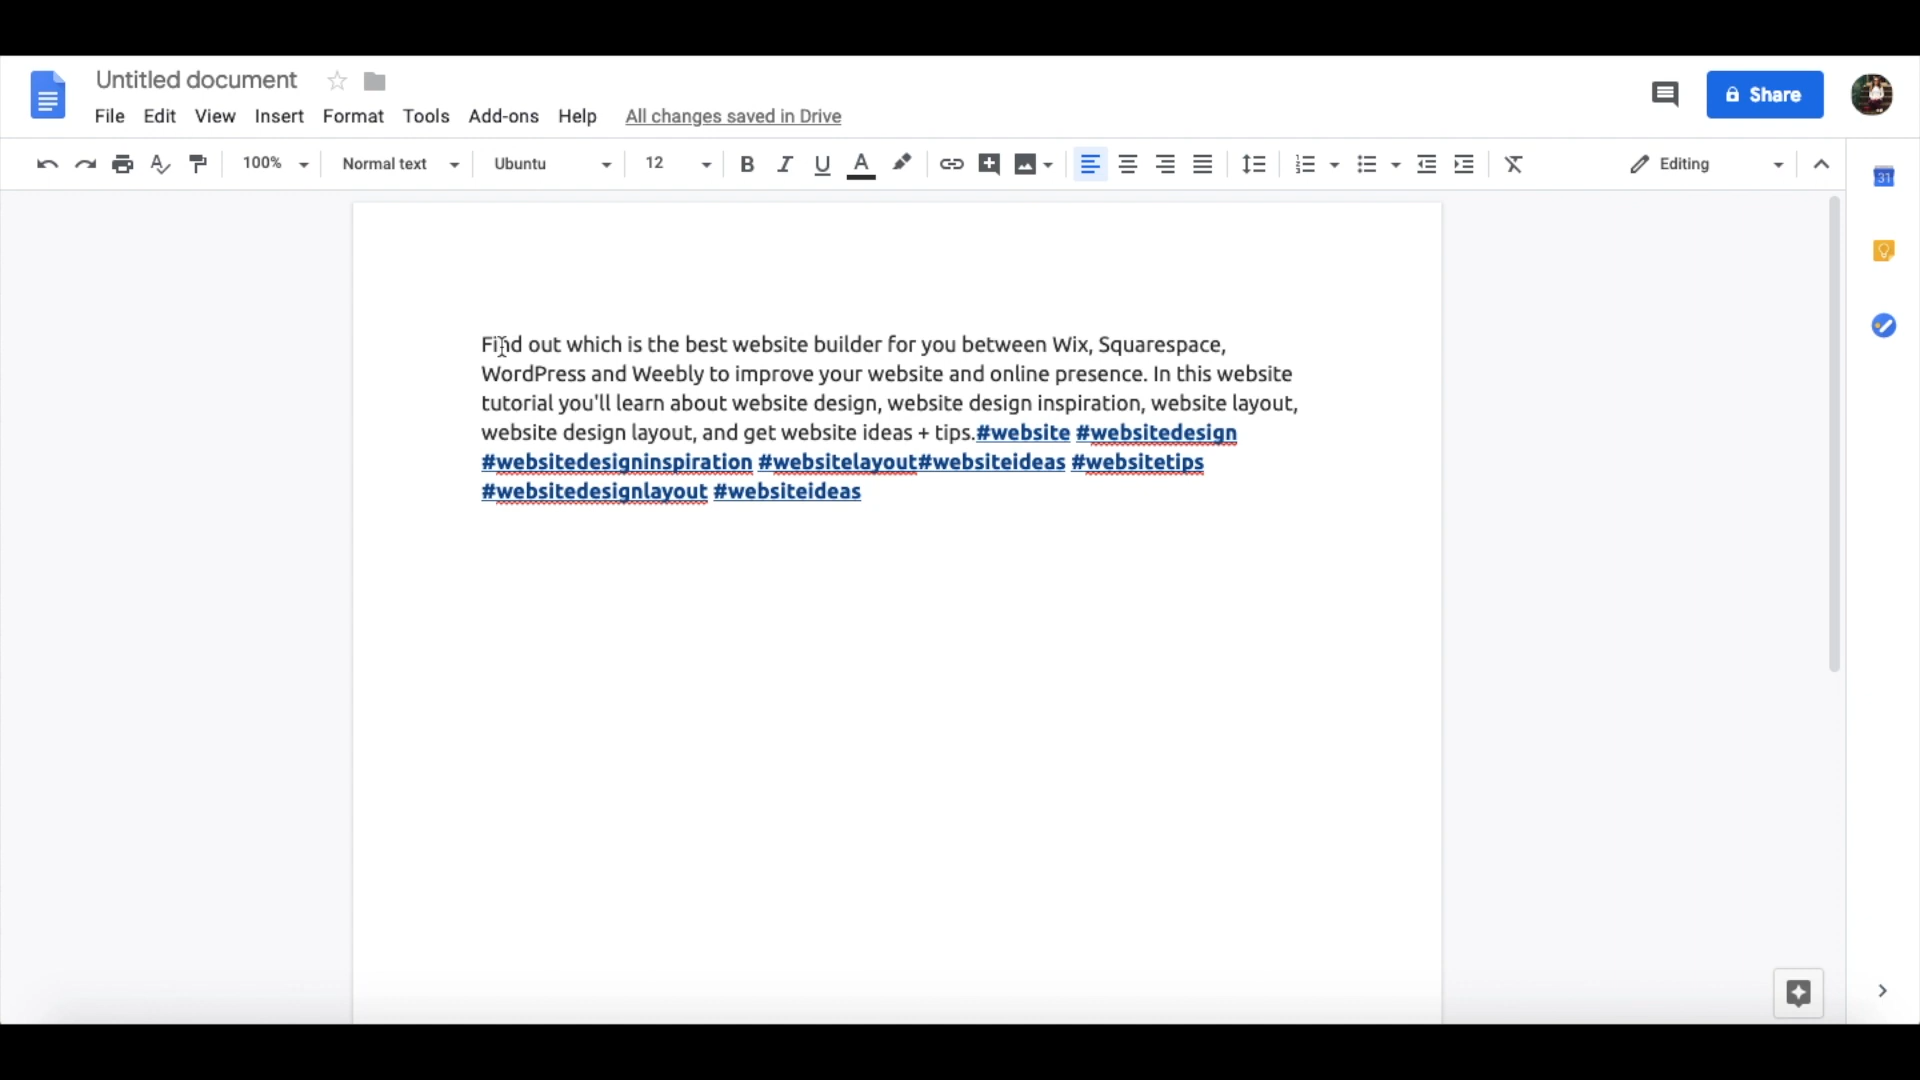 Untitled document
File Edit View Insert Format Tools Add-ons Help All changes saved in Drive
Share
100% Normal text Ubuntu 12 B I U A Editing
31
Find out which is the best website builder for you between Wix, Squarespace,
WordPress and Weebly to improve your website and online presence. In this website
tutorial you'll learn about website design, website design inspiration, website layout,
website design layout, and get website ideas + tips.#website #websitedesign
#websitedesigninspiration #websitelayout#websiteideas #websitetips
#websitedesignlayout #websiteideas